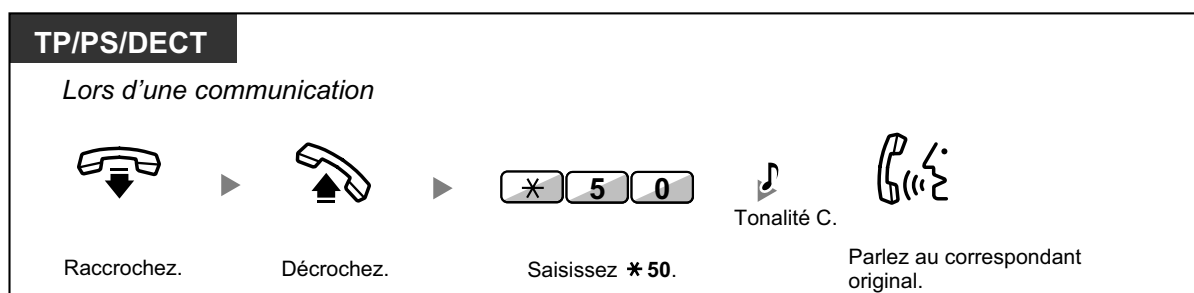 TP/PS/DECT
Lors d'une communication
* 5 0
Tonalité C.
Raccrochez.
Décrochez.
Saisissez * 50.
Parlez au correspondant
original.